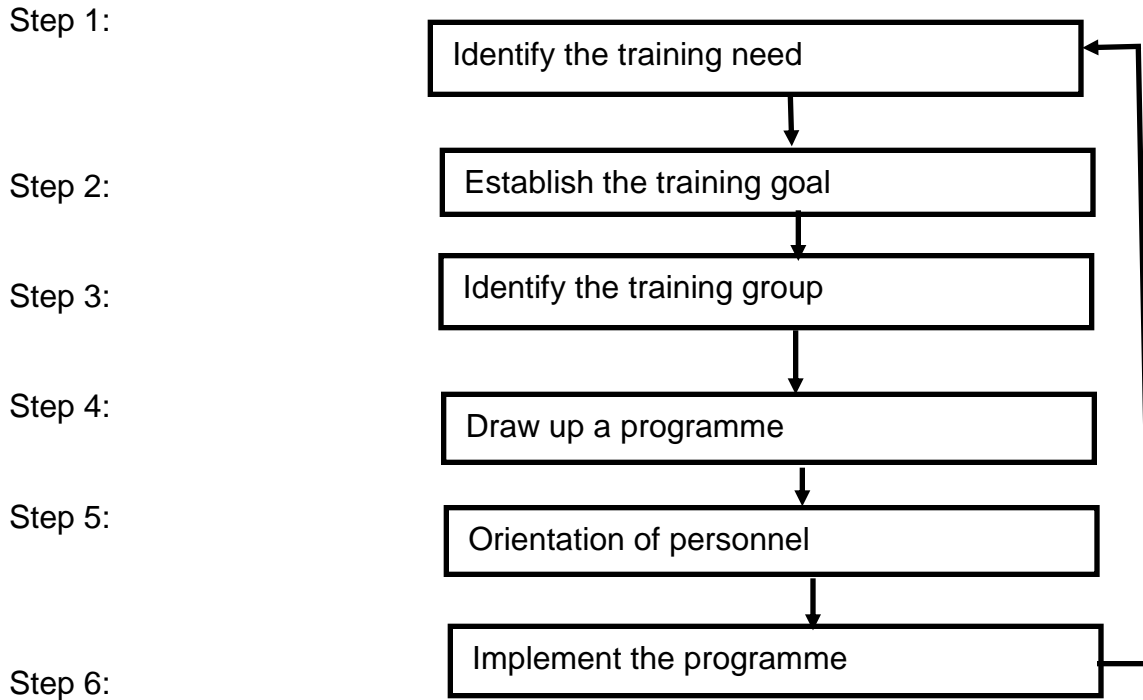 Step 1:
Identify the training need
Step 2:
Establish the training goal
Step 3:
Identify the training group
Step 4:
Draw up a programme
Step 5:
Orientation of personnel
Step 6:
Implement the programme